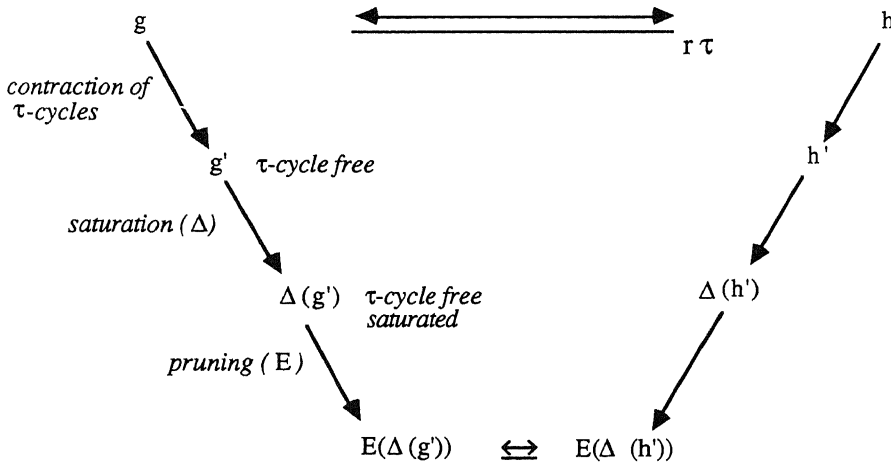 g h
r τ
contraction of
τ-cycles
g' τ-cycle free h'
saturation (Δ)
Δ (g') τ-cycle free Δ (h')
saturated
pruning (E)
E(Δ (g')) ↔ E(Δ (h'))